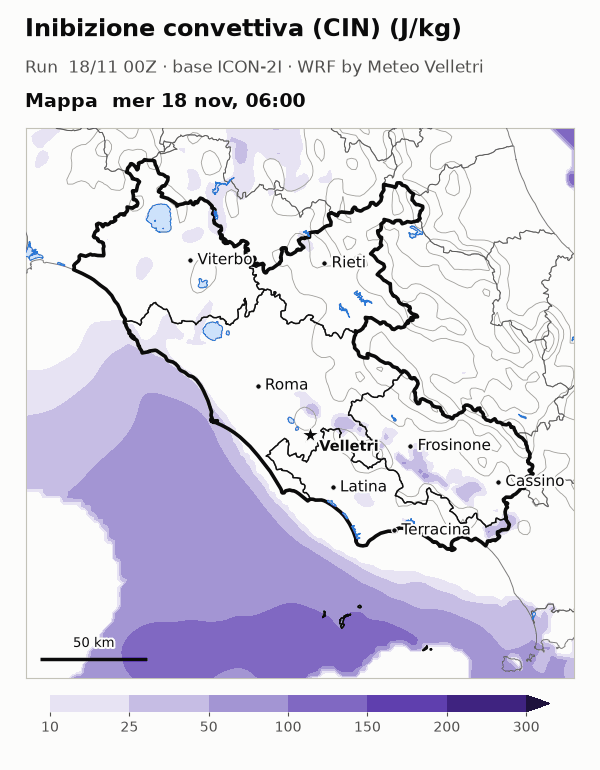 Inibizione convettiva (CIN) (J/kg)
Run  18/11 00Z · base ICON-2I · WRF by Meteo Velletri
Mappa  mer 18 nov, 06:00
Viterbo
Rieti
Roma
Velletri
Frosinone
Cassino
Latina
Terracina
50 km
10 25 50 100 150 200 300